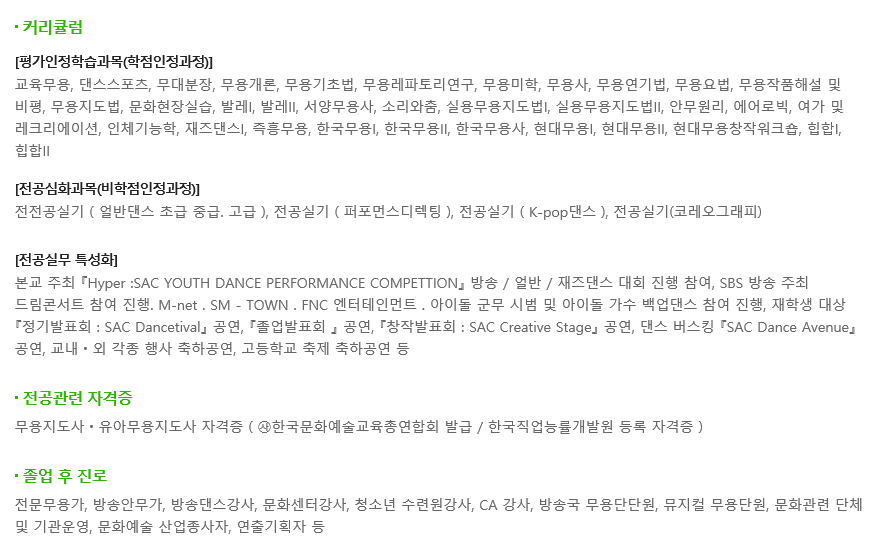 · 커리큘럼
[평가인정학습과목(학점인정과정)]
교육무용, 댄스스포츠, 무대분장, 무용개론, 무용기초법, 무용레파토리연구, 무용미학, 무용사, 무용연기법, 무용요법, 무용작품해설 및
비평, 무용지도법, 문화현장실습, 발레I, 발레II, 서양무용사, 소리와춤, 실용무용지도법I, 실용무용지도법II, 안무원리, 에어로빅, 여가 및
레크리에이션, 인체기능학, 재즈댄스I, 즉흥무용, 한국무용I, 한국무용II, 한국무용사, 현대무용I, 현대무용II, 현대무용창작워크숍, 힙합I,
힙합II
[전공심화과목(비학점인정과정)]
전전공실기 ( 얼반댄스 초급 중급. 고급 ), 전공실기 ( 퍼포먼스디렉팅 ), 전공실기 ( K-pop댄스 ), 전공실기(코레오그래피)
[전공실무 특성화]
본교 주최 『Hyper :SAC YOUTH DANCE PERFORMANCE COMPETTION』 방송 / 얼반 / 재즈댄스 대회 진행 참여, SBS 방송 주최
드림콘서트 참여 진행. M-net . SM - TOWN . FNC 엔터테인먼트 . 아이돌 군무 시범 및 아이돌 가수 백업댄스 참여 진행, 재학생 대상
『정기발표회 : SAC Dancetival』 공연, 『졸업발표회 』 공연, 『창작발표회 : SAC Creative Stage』 공연, 댄스 버스킹 『SAC Dance Avenue』
공연, 교내・외 각종 행사 축하공연, 고등학교 축제 축하공연 등
· 전공관련 자격증
무용지도사・유아무용지도사 자격증 ( ㈔한국문화예술교육총연합회 발급 / 한국직업능률개발원 등록 자격증 )
· 졸업 후 진로
전문무용가, 방송안무가, 방송댄스강사, 문화센터강사, 청소년 수련원강사, CA 강사, 방송국 무용단단원, 뮤지컬 무용단원, 문화관련 단체
및 기관운영, 문화예술 산업종사자, 연출기획자 등